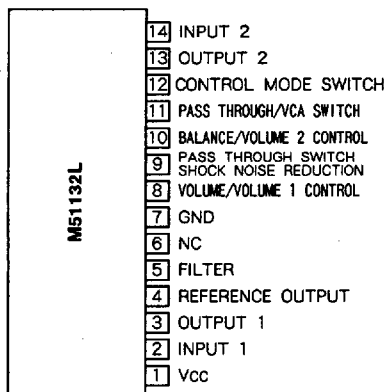 M51132L
14 INPUT 2
13 OUTPUT 2
12 CONTROL MODE SWITCH
11 PASS THROUGH/VCA SWITCH
10 BALANCE/VOLUME 2 CONTROL
9 PASS THROUGH SWITCH
SHOCK NOISE REDUCTION
8 VOLUME/VOLUME 1 CONTROL
7 GND
6 NC
5 FILTER
4 REFERENCE OUTPUT
3 OUTPUT 1
2 INPUT 1
1 Vcc